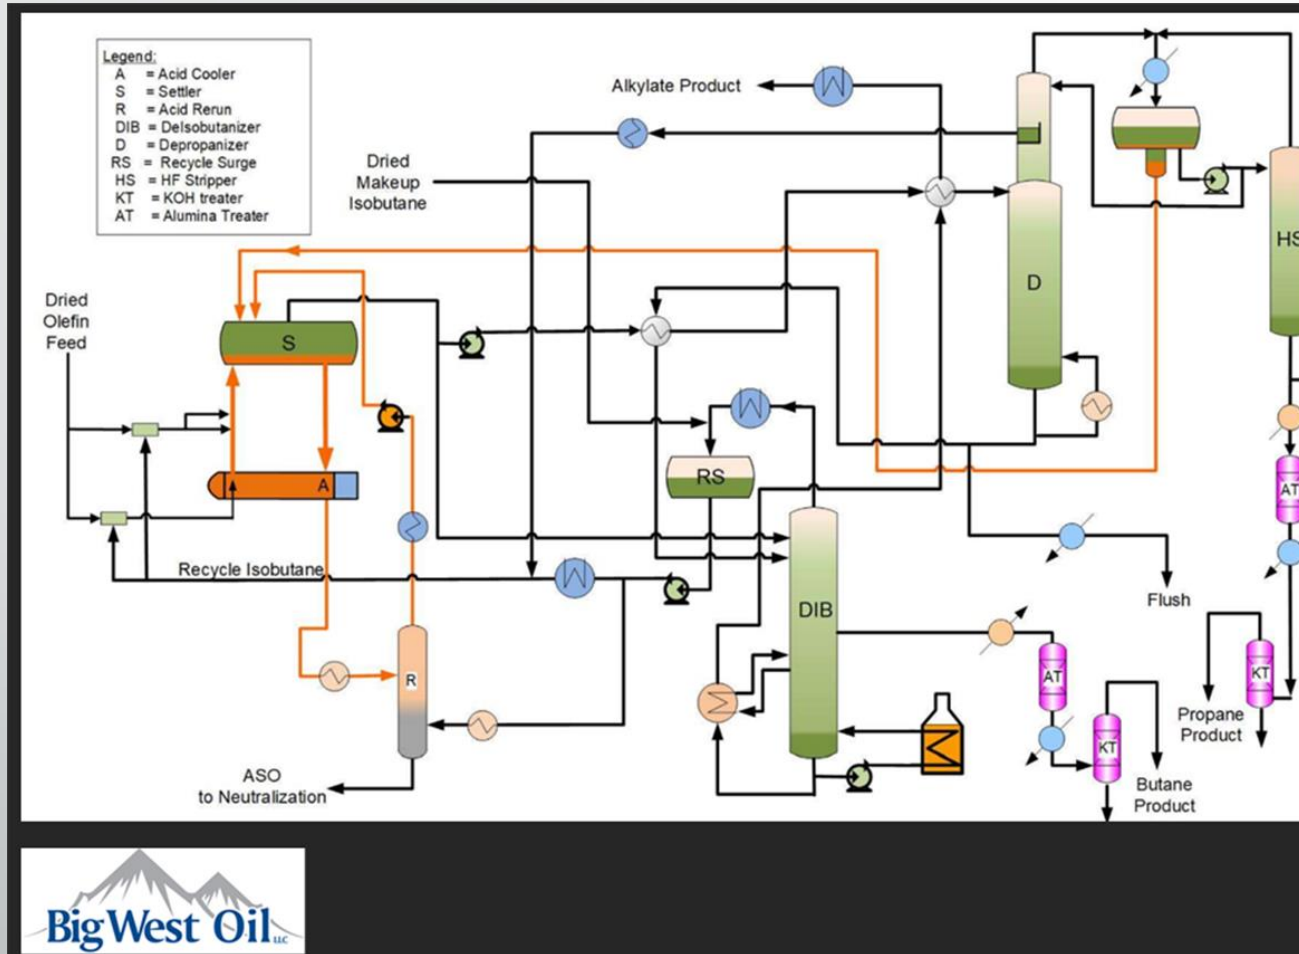 Legend:
A = Acid Cooler
S = Settler
R = Acid Rerun
DIB = DeIsobutanizer
D = Depropanizer
RS = Recycle Surge
HS = HF Stripper
KT = KOH treater
AT = Alumina Treater
Alkylate Product
Dried
Makeup
Isobutane
Dried
Olefin
Feed
S
A
D
HS
RS
AT
Recycle Isobutane
DIB
Flush
R
AT
KT
KT
Propane
Product
Butane
Product
ASO
to Neutralization
Big West Oil LLC